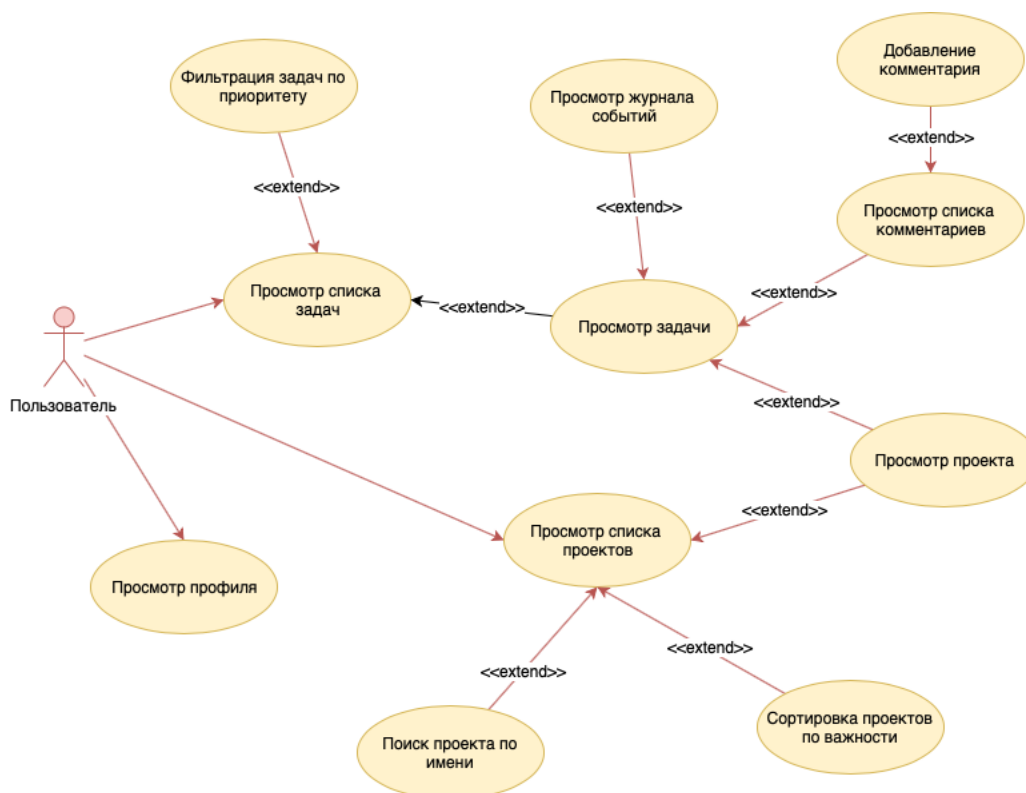 Добавление
комментария
Фильтрация задач по
приоритету
Просмотр журнала
событий
<<extend>>
<<extend>>
<<extend>>
Просмотр списка
комментариев
Просмотр списка
задач
<<extend>>
<<extend>>
Просмотр задачи
Пользователь
<<extend>>
Просмотр проекта
<<extend>>
Просмотр списка
проектов
Просмотр профиля
<<extend>>
<<extend>>
Поиск проекта по
имени
Сортировка проектов
по важности